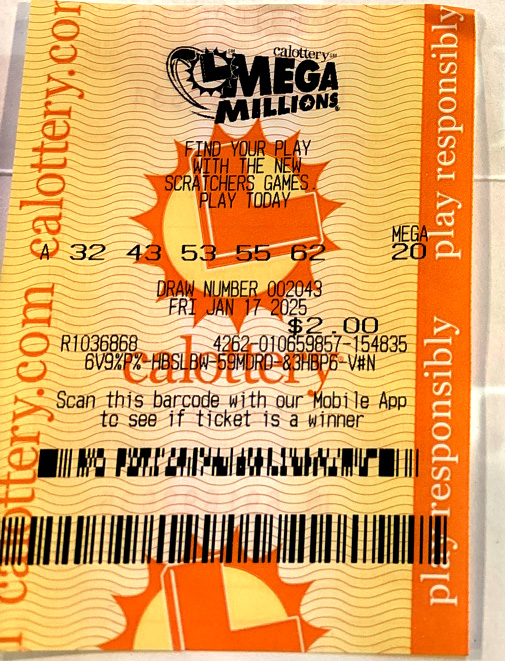 calottery
MEGA
MILLIONS
FIND YOUR PLAY
WITH THE NEW
SCRATCHERS GAMES.
PLAY TODAY
MEGA
A 32 43 53 55 62 20
DRAW NUMBER 002043
FRI JAN 17 2025
$2.00
R1036868 4262-010659857-154835
6V9%P%-HBSLBW-59MDRD-&3HBP6-V#N
calottery
Scan this barcode with our Mobile App
to see if ticket is a winner
calottery.com calottery.com
play responsibly play responsibly